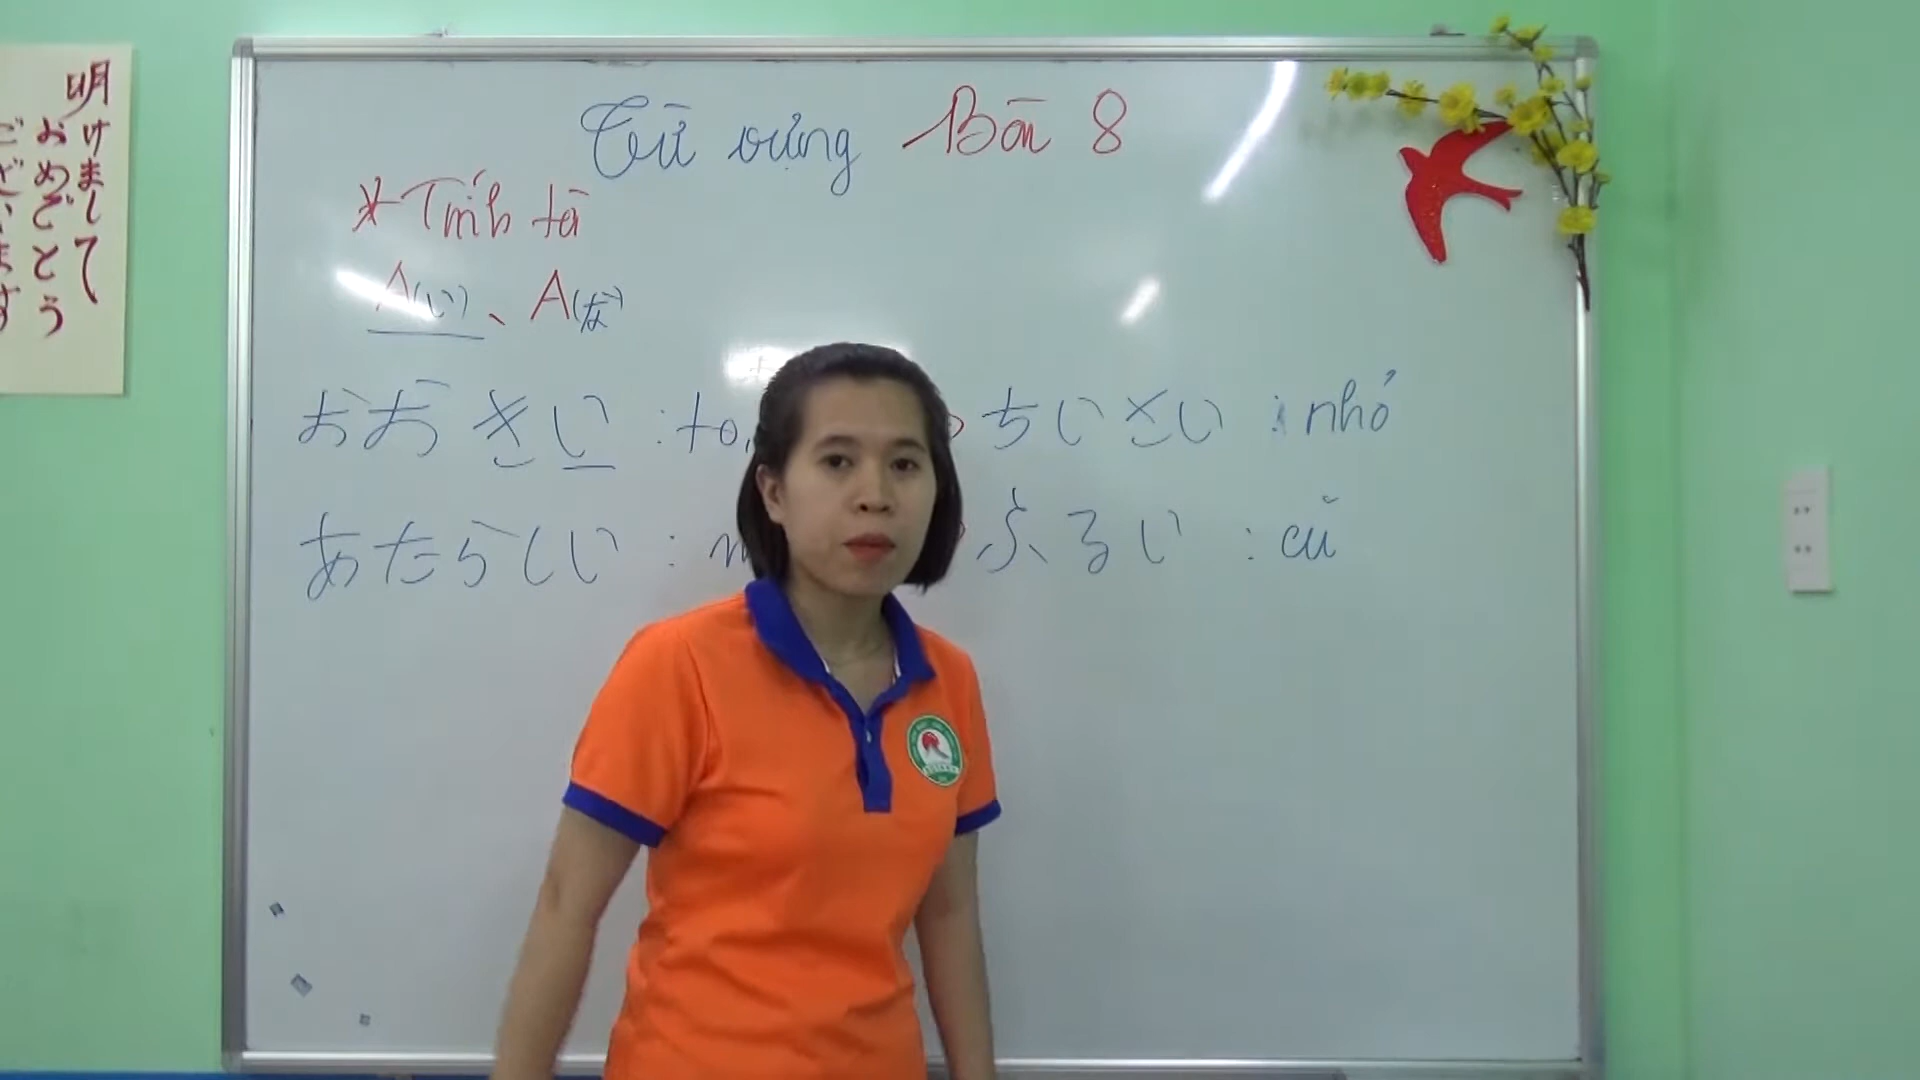 明けまして
おめでとう
ございます
Từ vựng Bài 8
* Tính từ
A(い)、A(な)
おおきい : to ちいさい : nhỏ
あたらしい : ふるい : cũ